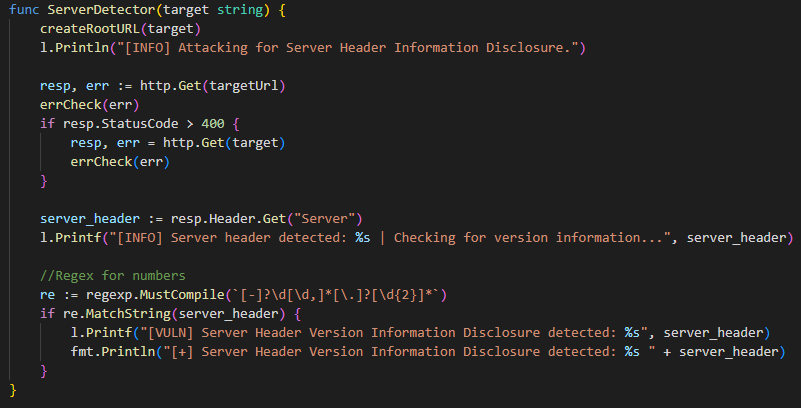 func ServerDetector(target string) {
    createRootURL(target)
    l.Println("[INFO] Attacking for Server Header Information Disclosure.")

    resp, err := http.Get(targetUrl)
    errCheck(err)
    if resp.StatusCode > 400 {
        resp, err = http.Get(target)
        errCheck(err)
    }

    server_header := resp.Header.Get("Server")
    l.Printf("[INFO] Server header detected: %s | Checking for version information...", server_header)

    //Regex for numbers
    re := regexp.MustCompile(`[-]?\d[\d,]*[\.]?[\d{2}]*`)
    if re.MatchString(server_header) {
        l.Printf("[VULN] Server Header Version Information Disclosure detected: %s", server_header)
        fmt.Println("[+] Server Header Version Information Disclosure detected: %s " + server_header)
    }
}